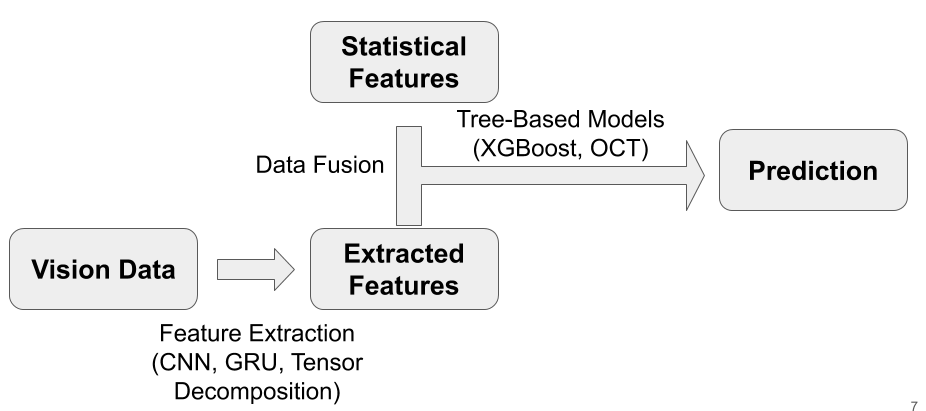 Statistical
Features
Tree-Based Models
(XGBoost, OCT)
Data Fusion
Prediction
Vision Data
Extracted
Features
Feature Extraction
(CNN, GRU, Tensor
Decomposition)
7